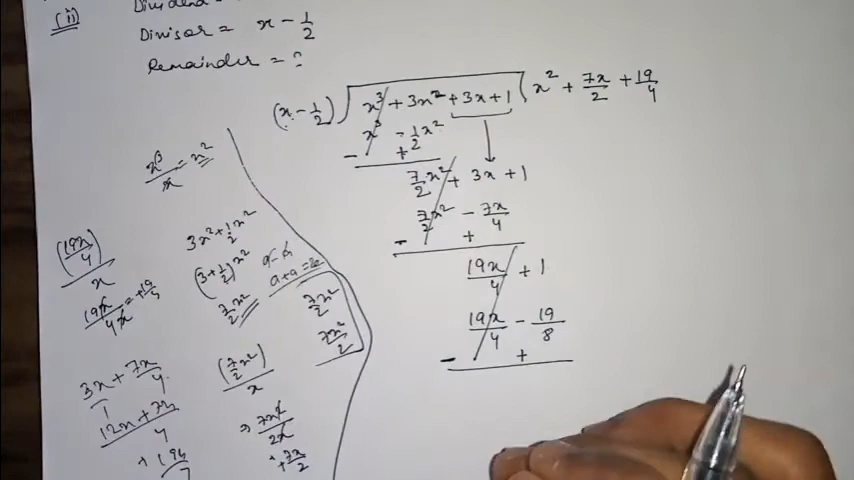 (ii)
Dividend =
Divisor = x - 1/2
Remainder = ?
(x - 1/2) ) x³ + 3x² + 3x + 1 ( x² + 7x/2 + 19/4
x³ - 1/2 x²
- +
7/2 x² + 3x + 1
7/2 x² - 7x/4
- +
19x/4 + 1
19x/4 - 19/8
- +
x³/x = x²
(19x/4)/x
19x/4x = +19/4
3x/1 + 7x/4
12x + 7x/4
3x² + 1/2 x²
(3 + 1/2) x²
7/2 x²
a + a = 2a
(7/2 x²)/x
⇒ 7x²/2x
+ 7x/2
7/2 x²
7x²/2